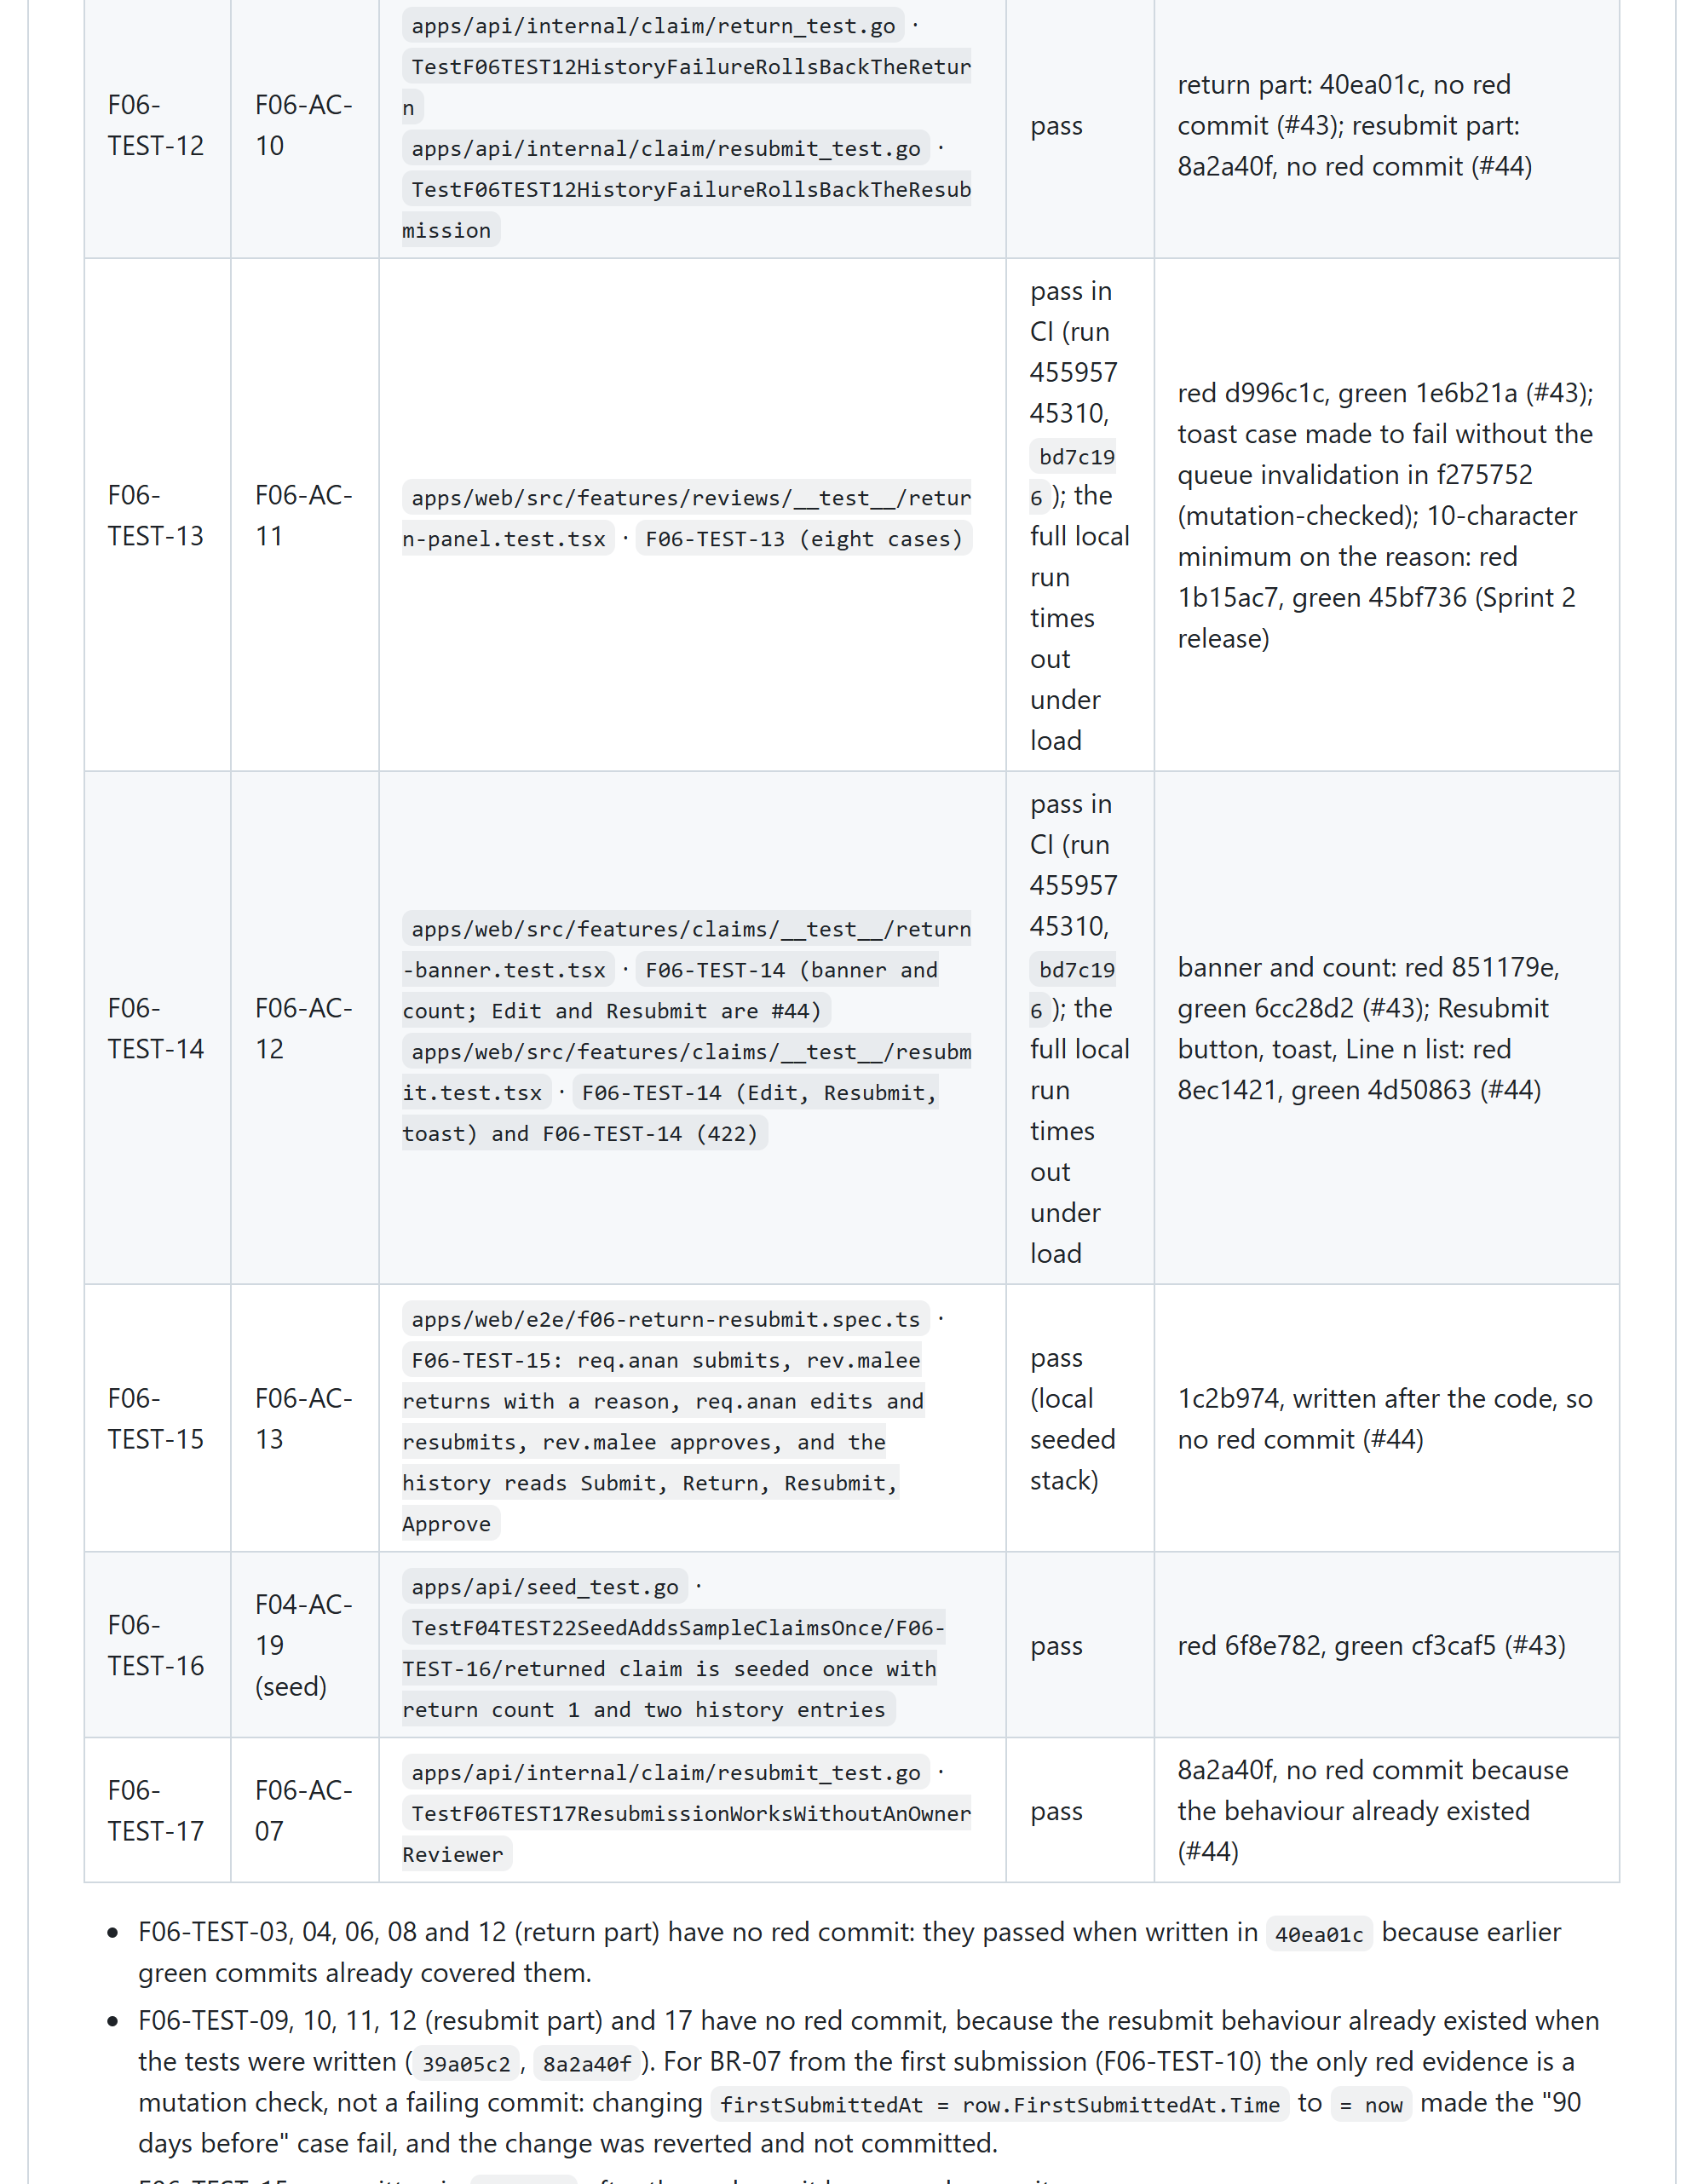 apps/api/internal/claim/return_test.go ·
TestF06TEST12HistoryFailureRollsBackTheRetur
n
F06-
TEST-12
F06-AC-
10
apps/api/internal/claim/resubmit_test.go ·
TestF06TEST12HistoryFailureRollsBackTheResub
mission
pass
return part: 40ea01c, no red
commit (#43); resubmit part:
8a2a40f, no red commit (#44)
F06-
TEST-13
F06-AC-
11
apps/web/src/features/reviews/__test__/retur
n-panel.test.tsx · F06-TEST-13 (eight cases)
pass in
CI (run
455957
45310,
bd7c19
6 ); the
full local
run
times
out
under
load
red d996c1c, green 1e6b21a (#43);
toast case made to fail without the
queue invalidation in f275752
(mutation-checked); 10-character
minimum on the reason: red
1b15ac7, green 45bf736 (Sprint 2
release)
F06-
TEST-14
F06-AC-
12
apps/web/src/features/claims/__test__/return
-banner.test.tsx · F06-TEST-14 (banner and
count; Edit and Resubmit are #44)
apps/web/src/features/claims/__test__/resubm
it.test.tsx · F06-TEST-14 (Edit, Resubmit,
toast) and F06-TEST-14 (422)
pass in
CI (run
455957
45310,
bd7c19
6 ); the
full local
run
times
out
under
load
banner and count: red 851179e,
green 6cc28d2 (#43); Resubmit
button, toast, Line n list: red
8ec1421, green 4d50863 (#44)
F06-
TEST-15
F06-AC-
13
apps/web/e2e/f06-return-resubmit.spec.ts ·
F06-TEST-15: req.anan submits, rev.malee
returns with a reason, req.anan edits and
resubmits, rev.malee approves, and the
history reads Submit, Return, Resubmit,
Approve
pass
(local
seeded
stack)
1c2b974, written after the code, so
no red commit (#44)
F06-
TEST-16
F04-AC-
19
(seed)
apps/api/seed_test.go ·
TestF04TEST22SeedAddsSampleClaimsOnce/F06-
TEST-16/returned claim is seeded once with
return count 1 and two history entries
pass
red 6f8e782, green cf3caf5 (#43)
F06-
TEST-17
F06-AC-
07
apps/api/internal/claim/resubmit_test.go ·
TestF06TEST17ResubmissionWorksWithoutAnOwner
Reviewer
pass
8a2a40f, no red commit because
the behaviour already existed
(#44)
• F06-TEST-03, 04, 06, 08 and 12 (return part) have no red commit: they passed when written in 40ea01c because earlier
green commits already covered them.
• F06-TEST-09, 10, 11, 12 (resubmit part) and 17 have no red commit, because the resubmit behaviour already existed when
the tests were written ( 39a05c2 , 8a2a40f ). For BR-07 from the first submission (F06-TEST-10) the only red evidence is a
mutation check, not a failing commit: changing firstSubmittedAt = row.FirstSubmittedAt.Time to = now made the "90
days before" case fail, and the change was reverted and not committed.